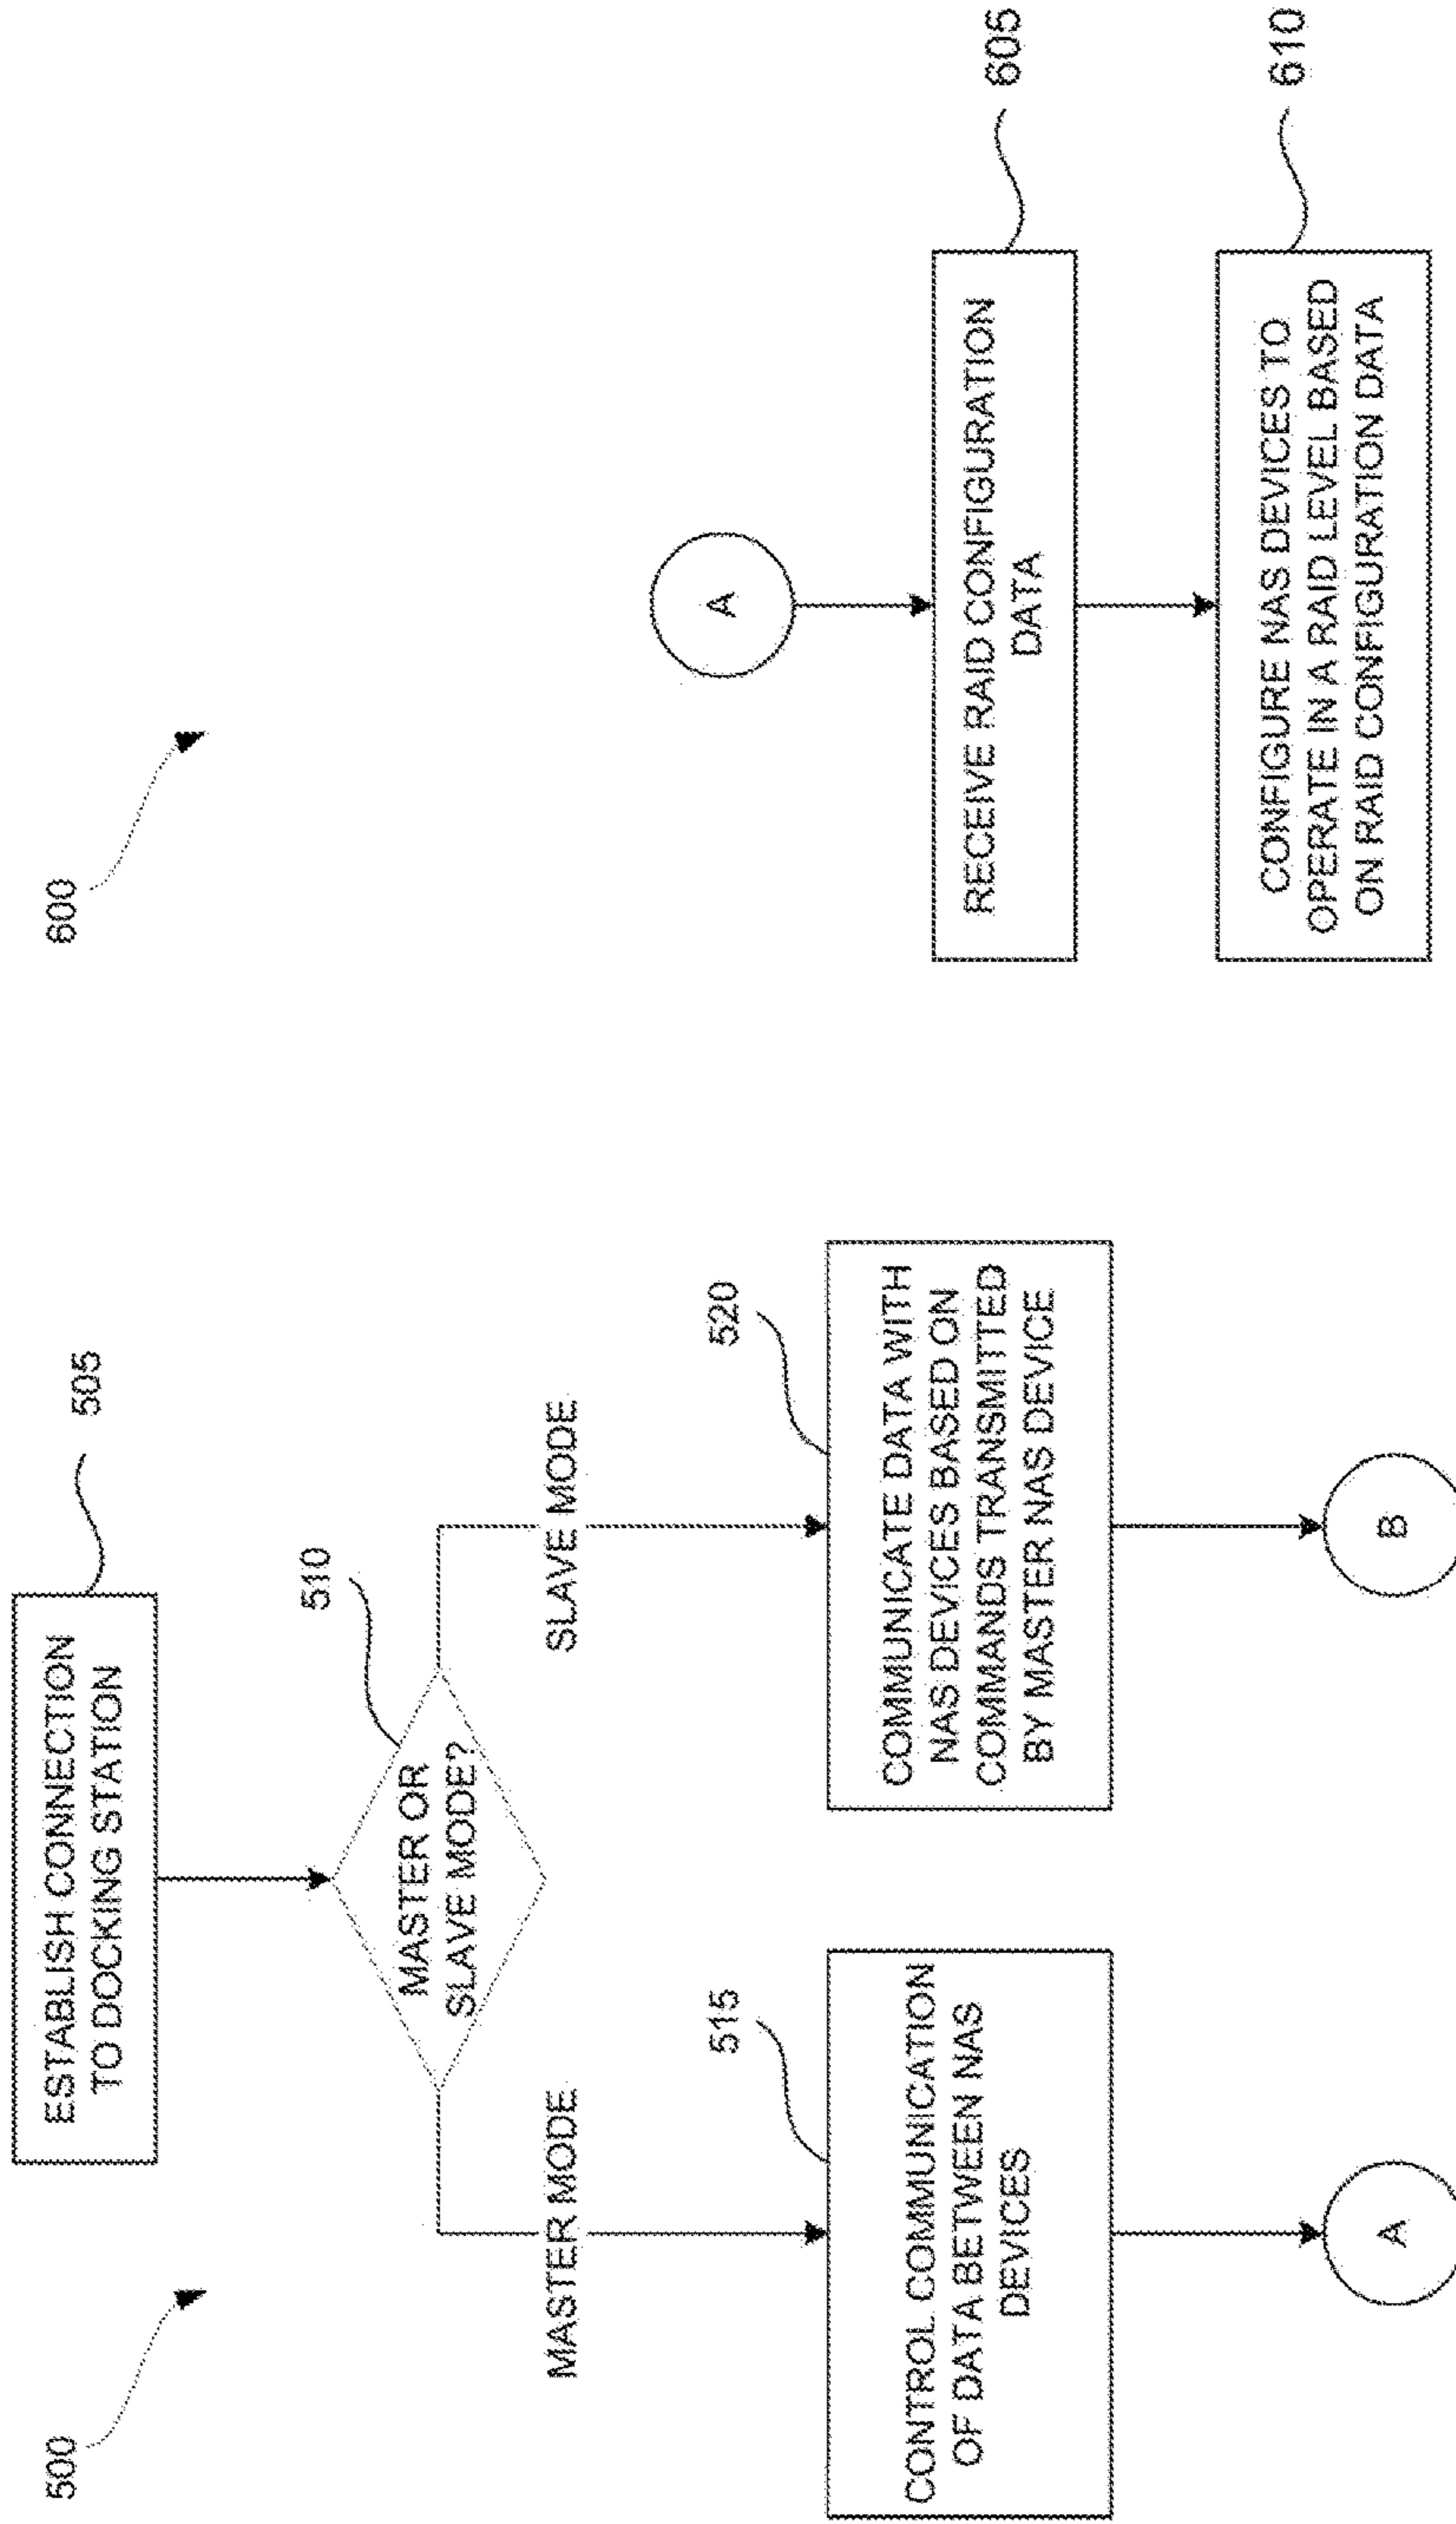 500
ESTABLISH CONNECTION
TO DOCKING STATION
505
MASTER OR
SLAVE MODE?
510
MASTER MODE
SLAVE MODE
CONTROL COMMUNICATION
OF DATA BETWEEN NAS
DEVICES
515
COMMUNICATE DATA WITH
NAS DEVICES BASED ON
COMMANDS TRANSMITTED
BY MASTER NAS DEVICE
520
A
B
600
A
RECEIVE RAID CONFIGURATION
DATA
605
CONFIGURE NAS DEVICES TO
OPERATE IN A RAID LEVEL BASED
ON RAID CONFIGURATION DATA
610